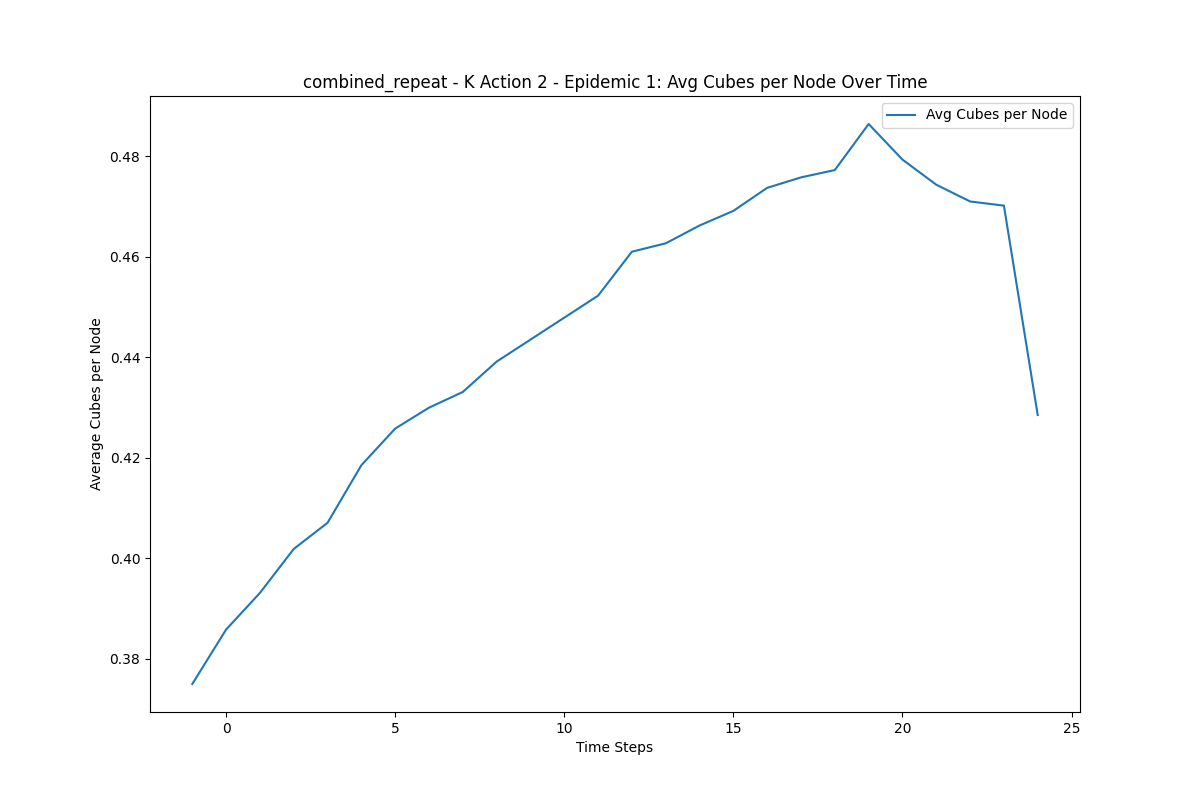 combined_repeat - K Action 2 - Epidemic 1: Avg Cubes per Node Over Time
Avg Cubes per Node
0.48
0.46
0.44
0.42
0.40
0.38
Average Cubes per Node
0 5 10 15 20 25
Time Steps